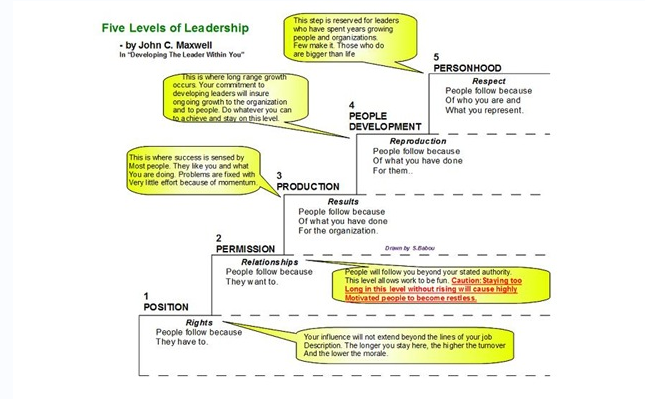 Five Levels of Leadership
- by John C. Maxwell
In "Developing The Leader Within You"
This step is reserved for leaders
who have spent years growing
people and organizations.
Few make it. Those who do
are bigger than life
5
PERSONHOOD
Respect
People follow because
Of who you are and
What you represent.
This is where long range growth
occurs. Your commitment to
developing leaders will insure
ongoing growth to the organization
and to people. Do whatever you can
to achieve and stay on this level.
4
PEOPLE
DEVELOPMENT
Reproduction
People follow because
Of what you have done
For them..
This is where success is sensed by
Most people. They like you and what
You are doing. Problems are fixed with
Very little effort because of momentum.
3
PRODUCTION
Results
People follow because
Of what you have done
For the organization.
Drawn by S.Babou
2
PERMISSION
Relationships
People follow because
They want to.
People will follow you beyond your stated authority.
This level allows work to be fun. Caution: Staying too
Long in this level without rising will cause highly
Motivated people to become restless.
1
POSITION
Rights
People follow because
They have to.
Your influence will not extend beyond the lines of your job
Description. The longer you stay here, the higher the turnover
And the lower the morale.